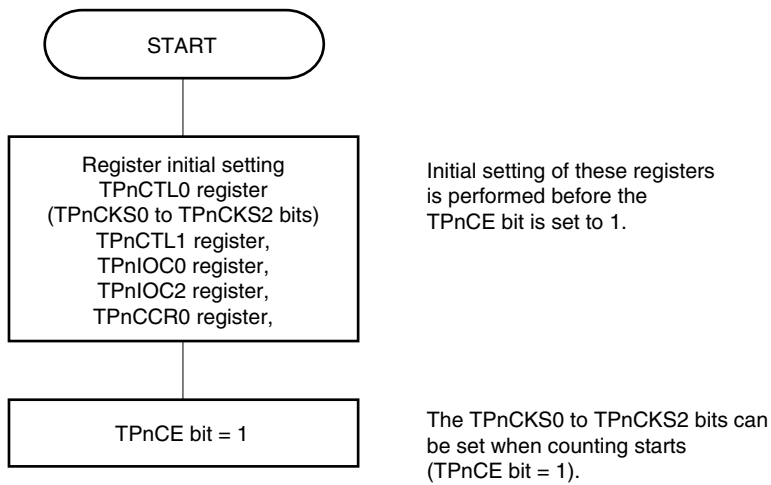 START
Register initial setting
TPnCTL0 register
(TPnCKS0 to TPnCKS2 bits)
TPnCTL1 register,
TPnIOC0 register,
TPnIOC2 register,
TPnCCR0 register,
Initial setting of these registers
is performed before the
TPnCE bit is set to 1.
TPnCE bit = 1
The TPnCKS0 to TPnCKS2 bits can
be set when counting starts
(TPnCE bit = 1).